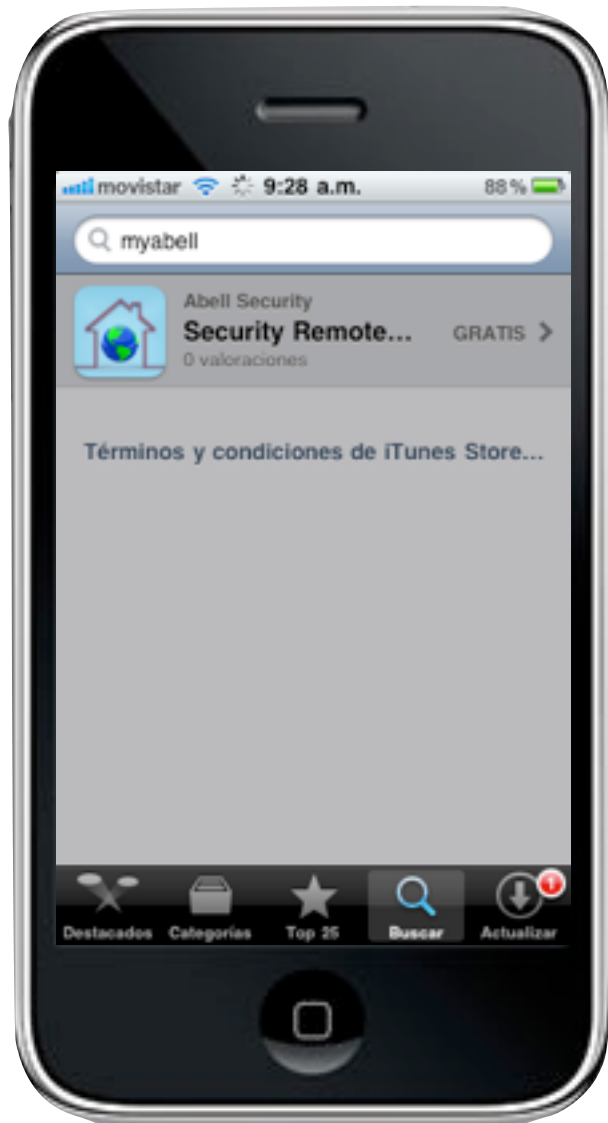 movistar 9:28 a.m. 88%
myabell
Abell Security
Security Remote... GRATIS
0 valoraciones
Términos y condiciones de iTunes Store...
1
Destacados Categorías Top 25 Buscar Actualizar